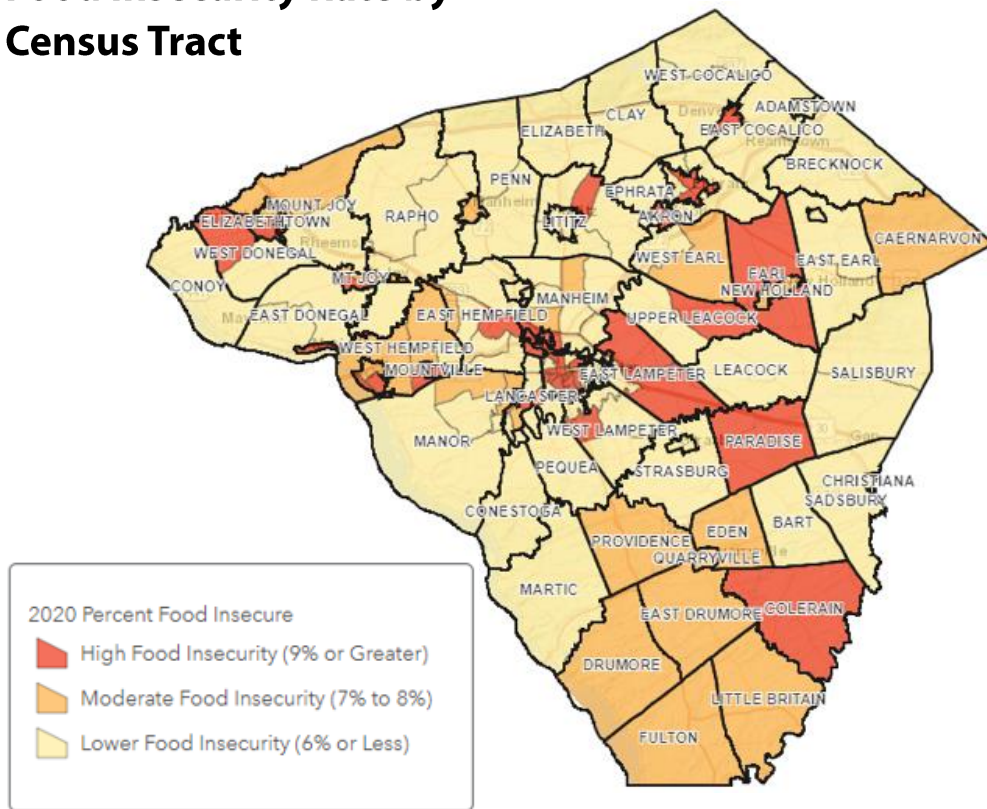 Census Tract
WEST COCALICO
ADAMSTOWN
CLAY
ELIZABETH
EAST COCALICO
BRECKNOCK
PENN
EPHRATA
MOUNT JOY
RAPHO
LITITZ
AKRON
ELIZABETHTOWN
CAERNARVON
WEST DONEGAL
WEST EARL
EAST EARL
EARL
MT JOY
CONOY
NEW HOLLAND
MANHEIM
EAST DONEGAL
EAST HEMPFIELD
UPPER LEACOCK
WEST HEMPFIELD
MOUNTVILLE
EAST LAMPETER
LEACOCK
SALISBURY
LANCASTER
WEST LAMPETER
MANOR
PARADISE
PEQUEA
STRASBURG
CHRISTIANA
SADSBURY
CONESTOGA
BART
EDEN
PROVIDENCE
QUARRYVILLE
MARTIC
EAST DRUMORE
COLERAIN
DRUMORE
LITTLE BRITAIN
FULTON
2020 Percent Food Insecure
High Food Insecurity (9% or Greater)
Moderate Food Insecurity (7% to 8%)
Lower Food Insecurity (6% or Less)